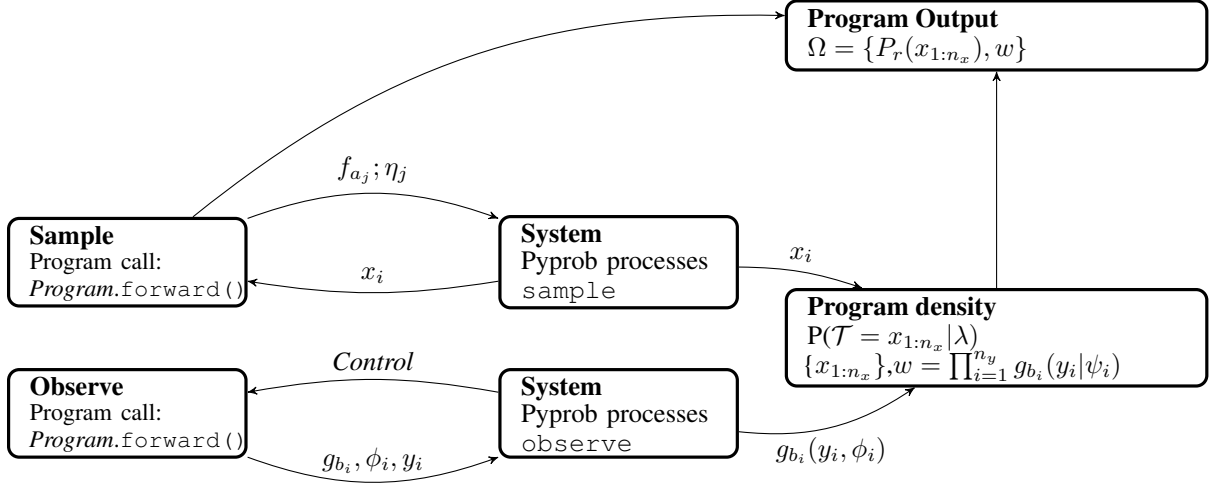 Program Output
Ω = {P_r(x_{1:n_x}), w}
f_{a_j}; η_j
Sample
Program call:
Program.forward()
System
Pyprob processes
sample
x_i
x_i
Program density
P(𝒯 = x_{1:n_x}|λ)
{x_{1:n_x}},w = ∏_{i=1}^{n_y} g_{b_i}(y_i|ψ_i)
Control
Observe
Program call:
Program.forward()
System
Pyprob processes
observe
g_{b_i}, ϕ_i, y_i
g_{b_i}(y_i, ϕ_i)